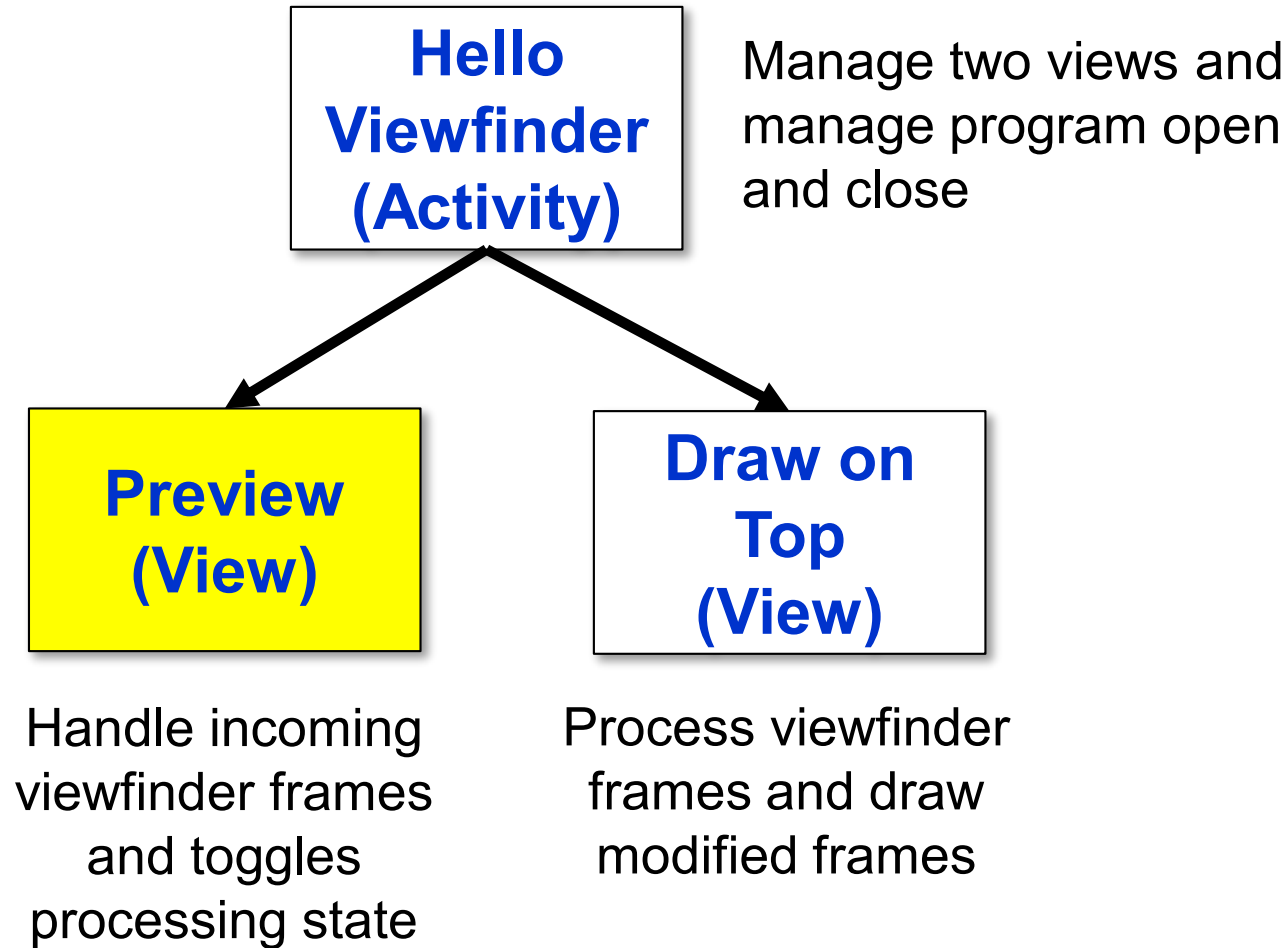 Hello
Viewfinder
(Activity)
Manage two views and
manage program open
and close
Preview
(View)
Draw on
Top
(View)
Handle incoming
viewfinder frames
and toggles
processing state
Process viewfinder
frames and draw
modified frames